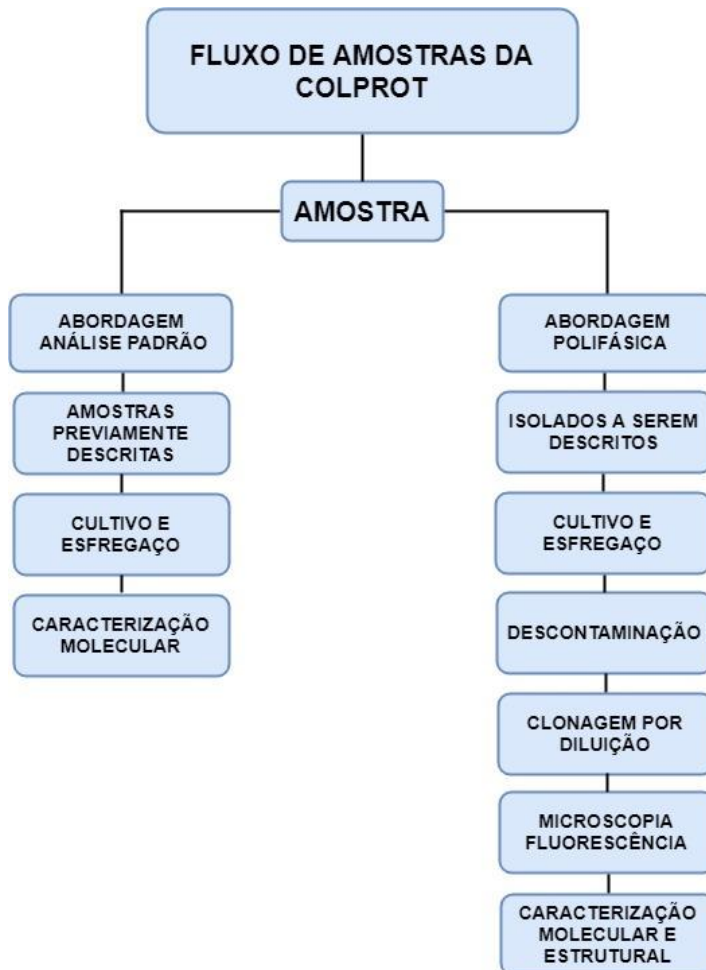 FLUXO DE AMOSTRAS DA
COLPROT
AMOSTRA
ABORDAGEM
ANÁLISE PADRÃO
AMOSTRAS
PREVIAMENTE
DESCRITAS
CULTIVO E
ESFREGAÇO
CARACTERIZAÇÃO
MOLECULAR
ABORDAGEM
POLIFÁSICA
ISOLADOS A SEREM
DESCRITOS
CULTIVO E
ESFREGAÇO
DESCONTAMINAÇÃO
CLONAGEM POR
DILUIÇÃO
MICROSCOPIA
FLUORESCÊNCIA
CARACTERIZAÇÃO
MOLECULAR E
ESTRUTURAL